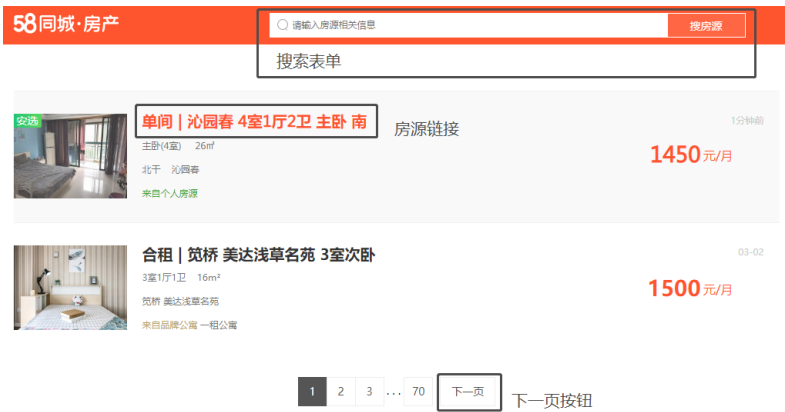 58同城·房产
请输入房源相关信息
搜房源
搜索表单
安选
单间 | 沁园春 4室1厅2卫 主卧 南
房源链接
1分钟前
主卧(4室) 26㎡
1450元/月
北干 沁园春
来自个人房源
合租 | 笕桥 美达浅草名苑 3室次卧
03-02
3室1厅1卫 16m²
1500元/月
笕桥 美达浅草名苑
来自品牌公寓 一租公寓
1 2 3 ... 70 下一页
下一页按钮